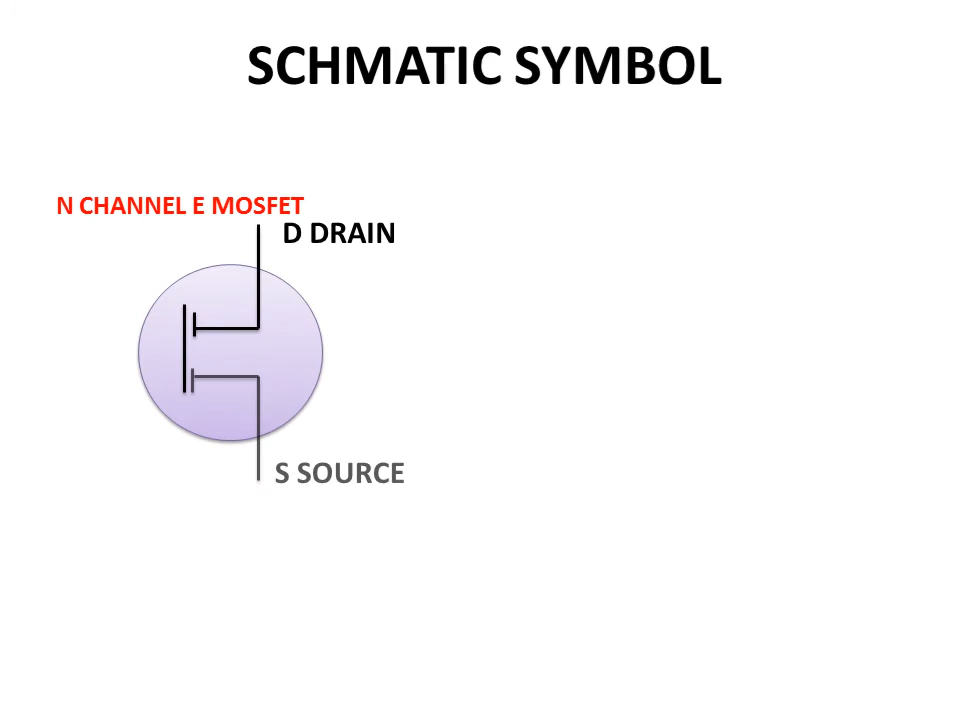 SCHMATIC SYMBOL
N CHANNEL E MOSFET
D DRAIN
S SOURCE